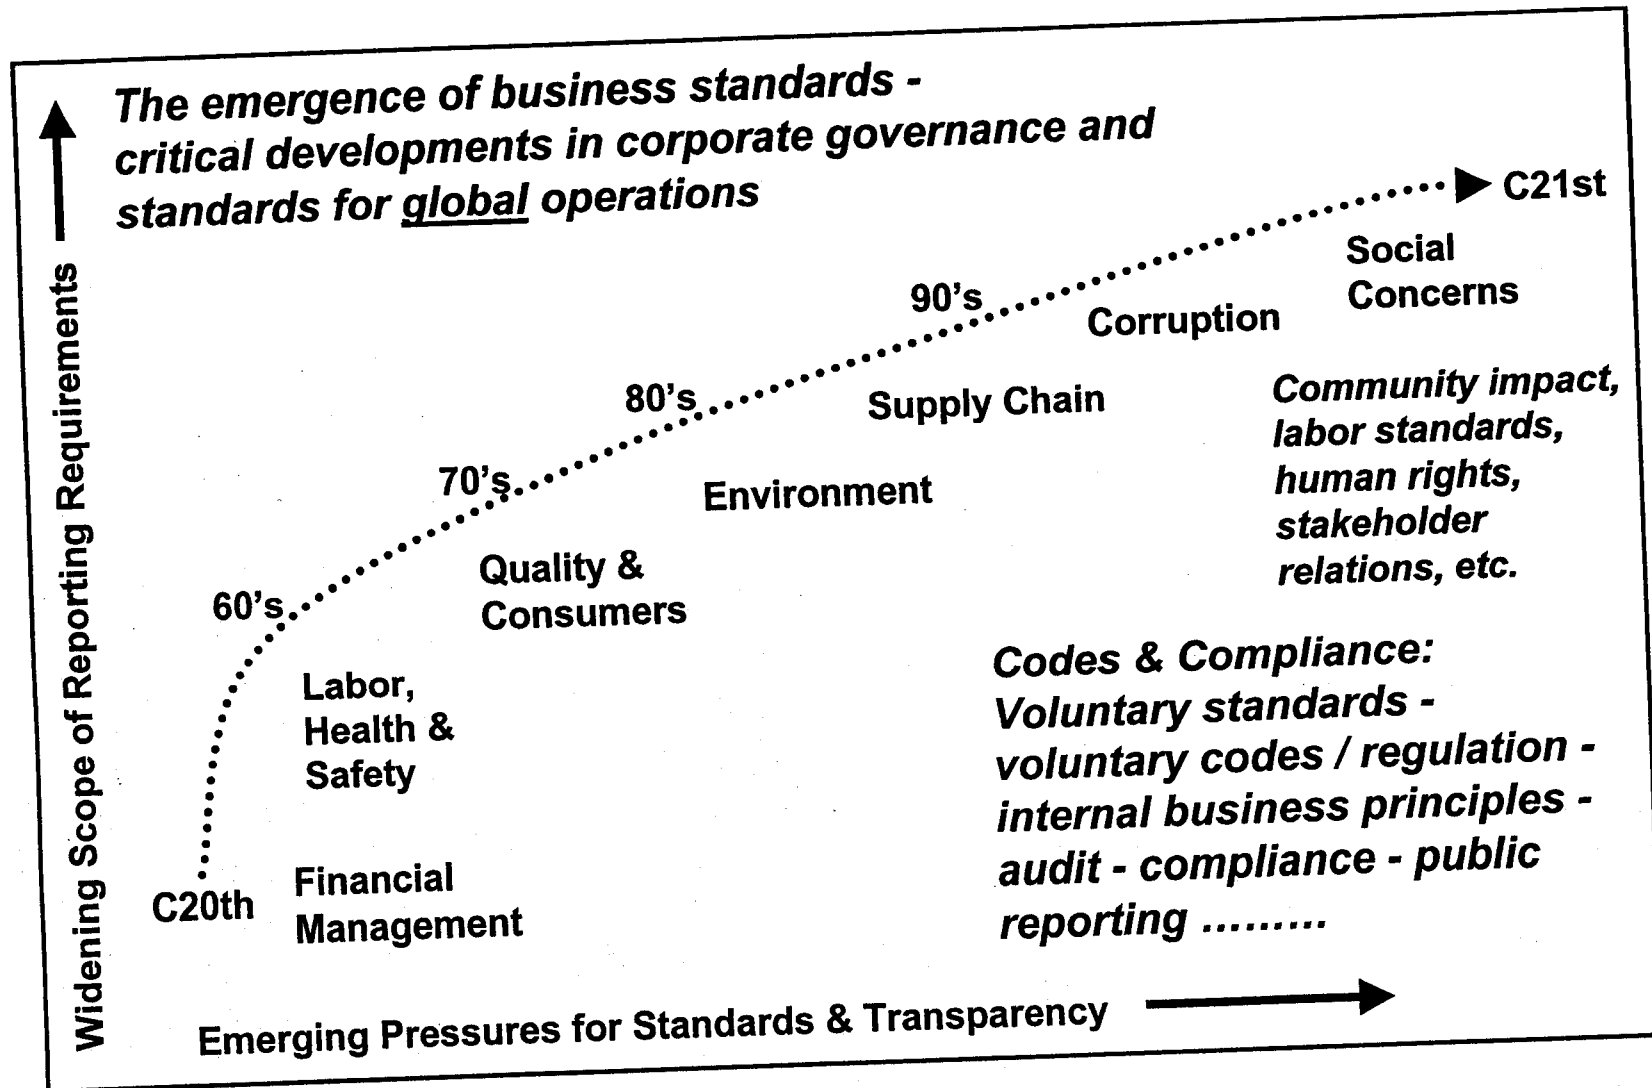 The emergence of business standards -
critical developments in corporate governance and
standards for global operations
Widening Scope of Reporting Requirements
C21st
Social
Concerns
90's
Corruption
Community impact,
labor standards,
human rights,
stakeholder
relations, etc.
80's
Supply Chain
70's
Environment
Quality &
Consumers
60's
Labor,
Health &
Safety
Codes & Compliance:
Voluntary standards -
voluntary codes / regulation -
internal business principles -
audit - compliance - public
reporting .........
C20th
Financial
Management
Emerging Pressures for Standards & Transparency